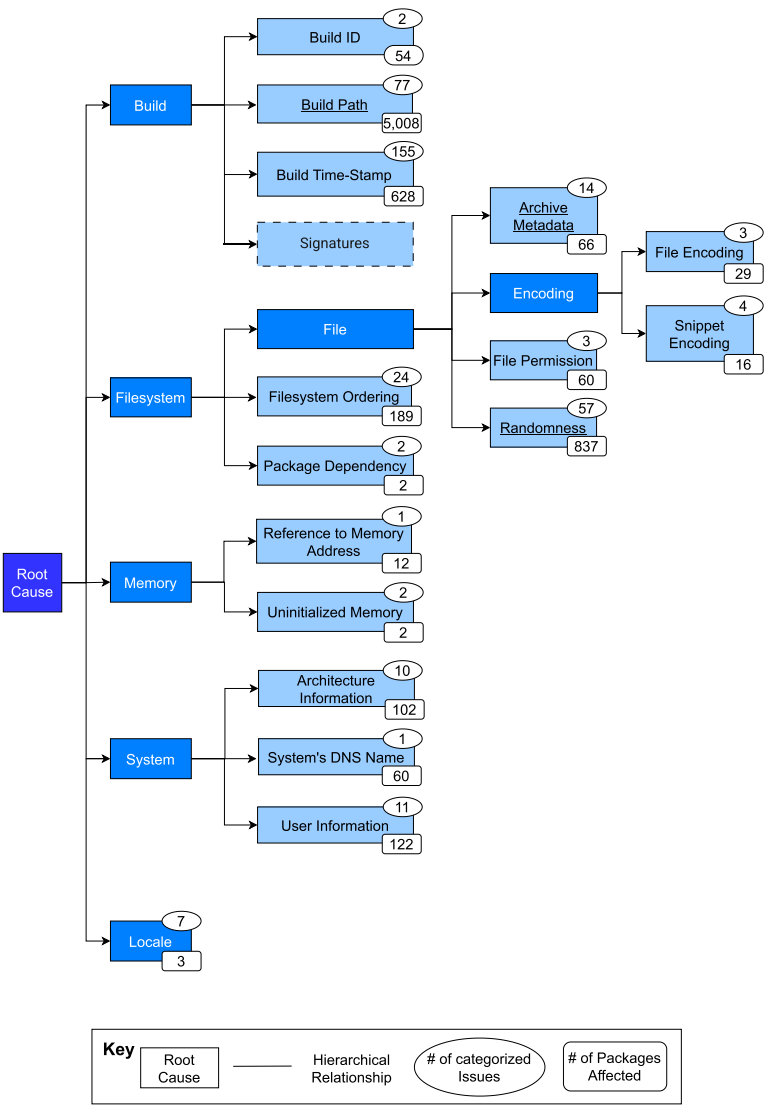 2
Build ID
54
77
Build
Build Path
5,008
155
Build Time-Stamp
628
14
Archive
Metadata
66
Signatures
3
File Encoding
29
Encoding
4
Snippet
Encoding
16
File
3
File Permission
60
24
Filesystem
Filesystem Ordering
189
57
Randomness
837
2
Package Dependency
2
1
Reference to Memory
Address
12
Root
Cause
Memory
2
Uninitialized Memory
2
10
Architecture
Information
102
1
System
System's DNS Name
60
11
User Information
122
7
Locale
3
Key
Root
Cause
Hierarchical
Relationship
# of categorized
Issues
# of Packages
Affected